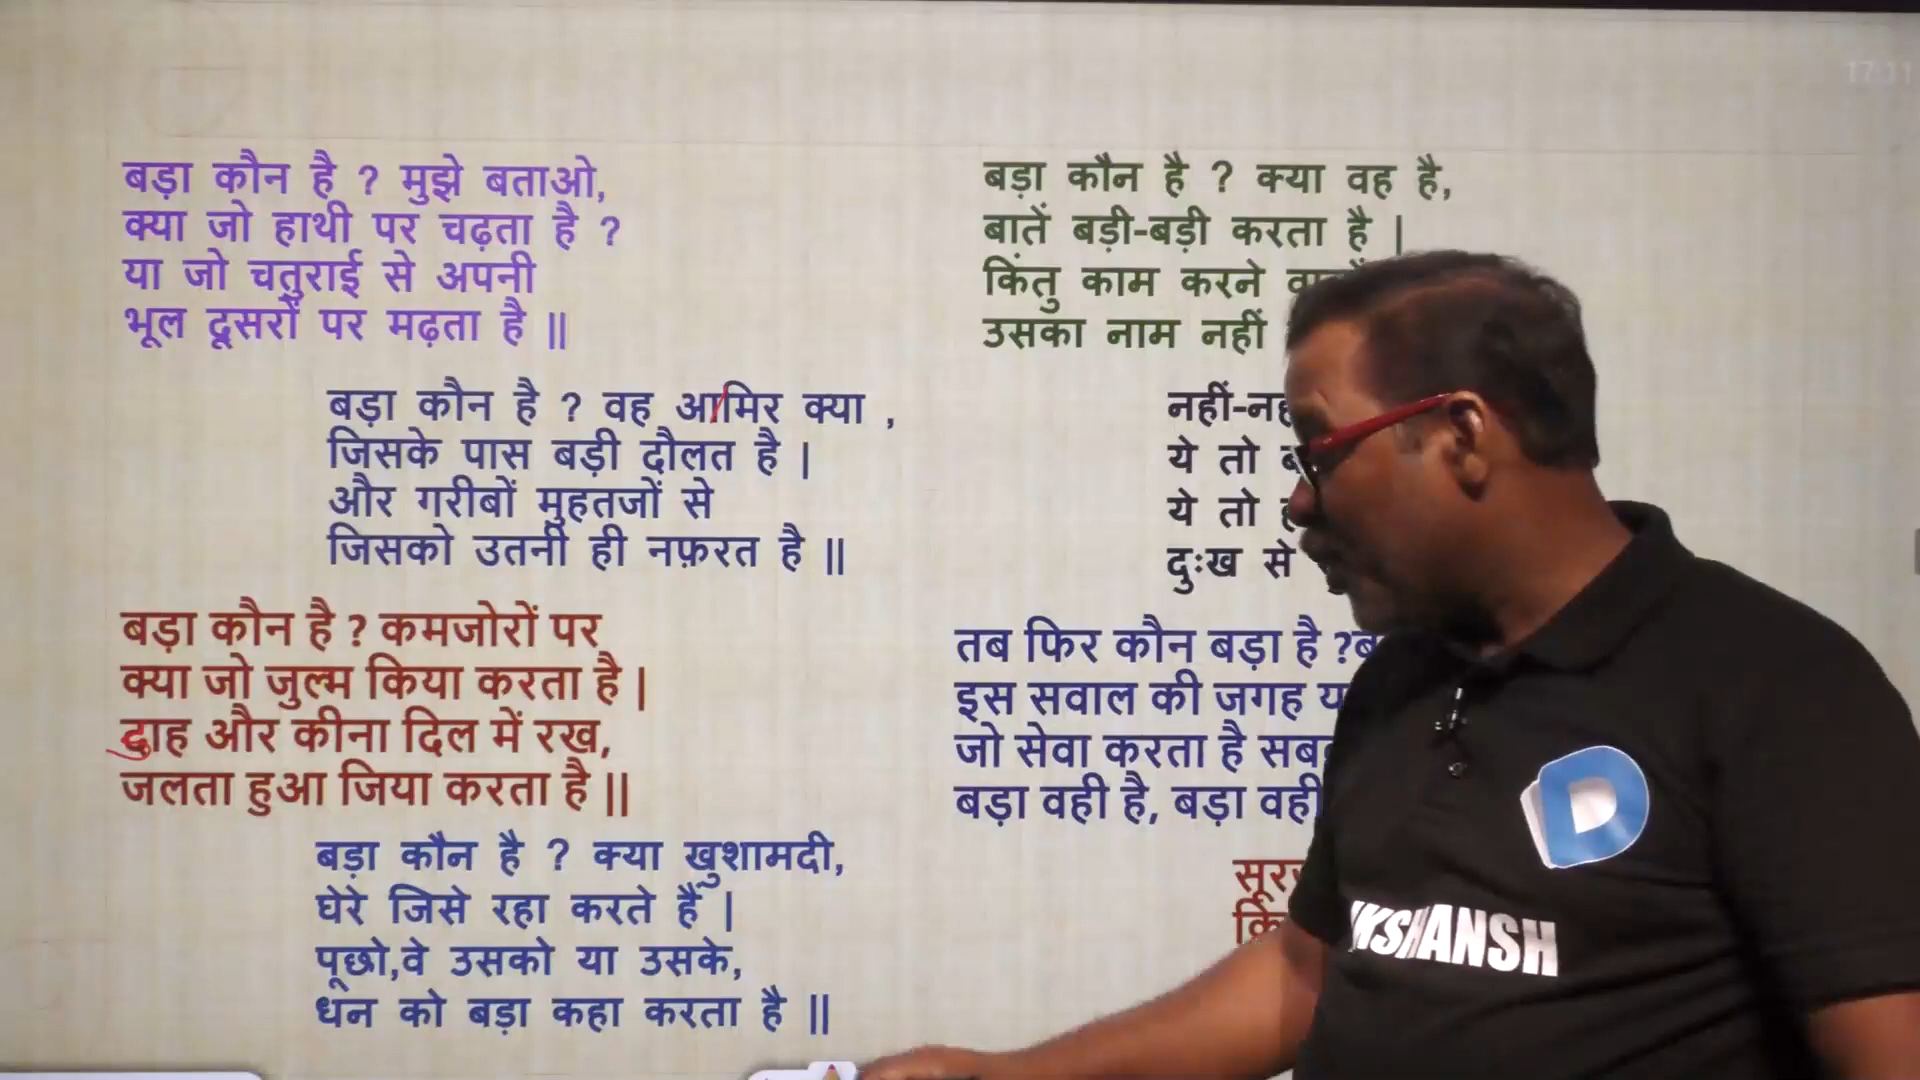 बड़ा कौन है ? मुझे बताओ,
क्या जो हाथी पर चढ़ता है ?
या जो चतुराई से अपनी
भूल दूसरों पर मढ़ता है ||
बड़ा कौन है ? वह आमिर क्या ,
जिसके पास बड़ी दौलत है |
और गरीबों मुहतजों से
जिसको उतनी ही नफ़रत है ||
बड़ा कौन है ? कमजोरों पर
क्या जो जुल्म किया करता है |
द्वाह और कीना दिल में रख,
जलता हुआ जिया करता है ||
बड़ा कौन है ? क्या खुशामदी,
घेरे जिसे रहा करते हैं |
पूछो,वे उसको या उसके,
धन को बड़ा कहा करता है ||
बड़ा कौन है ? क्या वह है,
बातें बड़ी-बड़ी करता है |
किंतु काम करने
उसका नाम नहीं
ये तो
ये तो
दुःख से
तब फिर कौन बड़ा है ?
इस सवाल की जगह
जो सेवा करता है
बड़ा वही है, बड़ा वही
D
KSHANSH